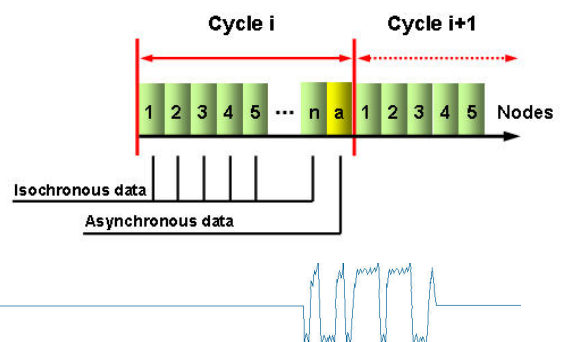 Cycle i Cycle i+1
1 2 3 4 5 ... n a 1 2 3 4 5 Nodes
Isochronous data
Asynchronous data